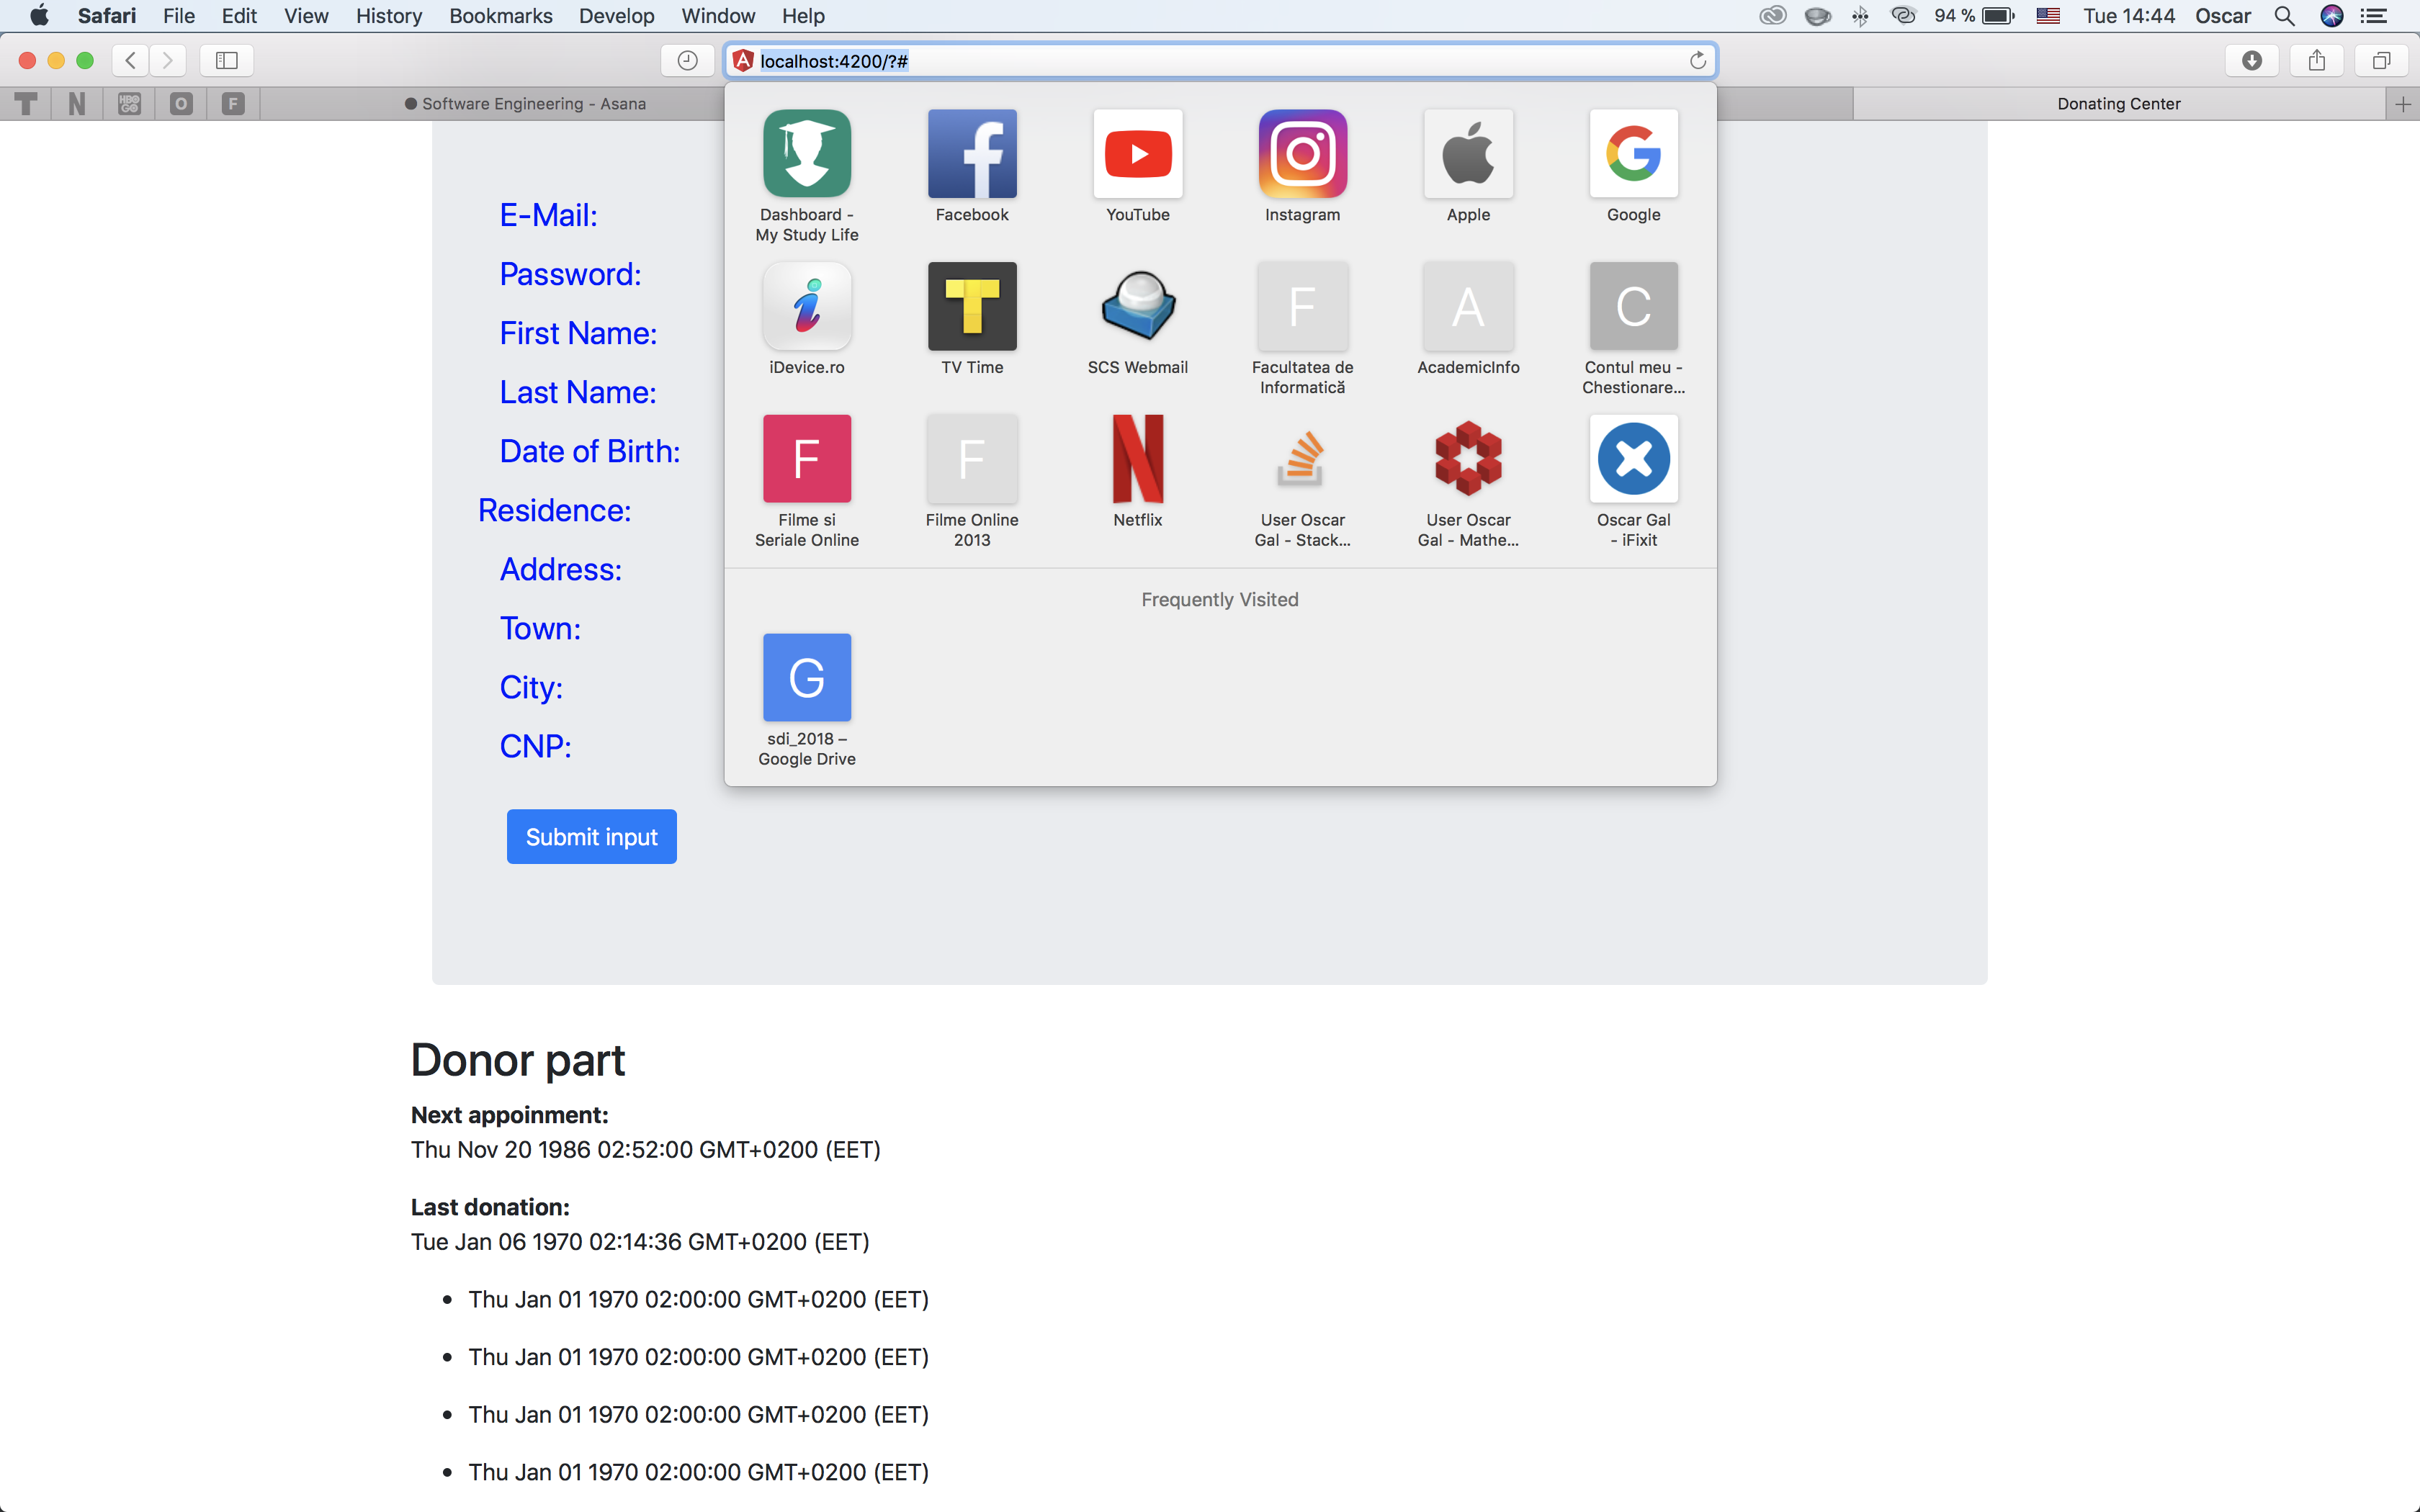 Safari File Edit View History Bookmarks Develop Window Help 94 % Tue 14:44 Oscar
localhost:4200/?#
T N HBO GO O F Software Engineering - Asana Donating Center
Dashboard -
My Study Life
Facebook
YouTube
Instagram
Apple
Google
iDevice.ro
TV Time
SCS Webmail
F
Facultatea de
Informatică
A
AcademicInfo
C
Contul meu -
Chestionare...
F
Filme si
Seriale Online
F
Filme Online
2013
Netflix
User Oscar
Gal - Stack...
User Oscar
Gal - Mathe...
Oscar Gal
- iFixit
Frequently Visited
G
sdi_2018 –
Google Drive
E-Mail:
Password:
First Name:
Last Name:
Date of Birth:
Residence:
Address:
Town:
City:
CNP:
Submit input
Donor part
Next appoinment:
Thu Nov 20 1986 02:52:00 GMT+0200 (EET)
Last donation:
Tue Jan 06 1970 02:14:36 GMT+0200 (EET)
• Thu Jan 01 1970 02:00:00 GMT+0200 (EET)
• Thu Jan 01 1970 02:00:00 GMT+0200 (EET)
• Thu Jan 01 1970 02:00:00 GMT+0200 (EET)
• Thu Jan 01 1970 02:00:00 GMT+0200 (EET)